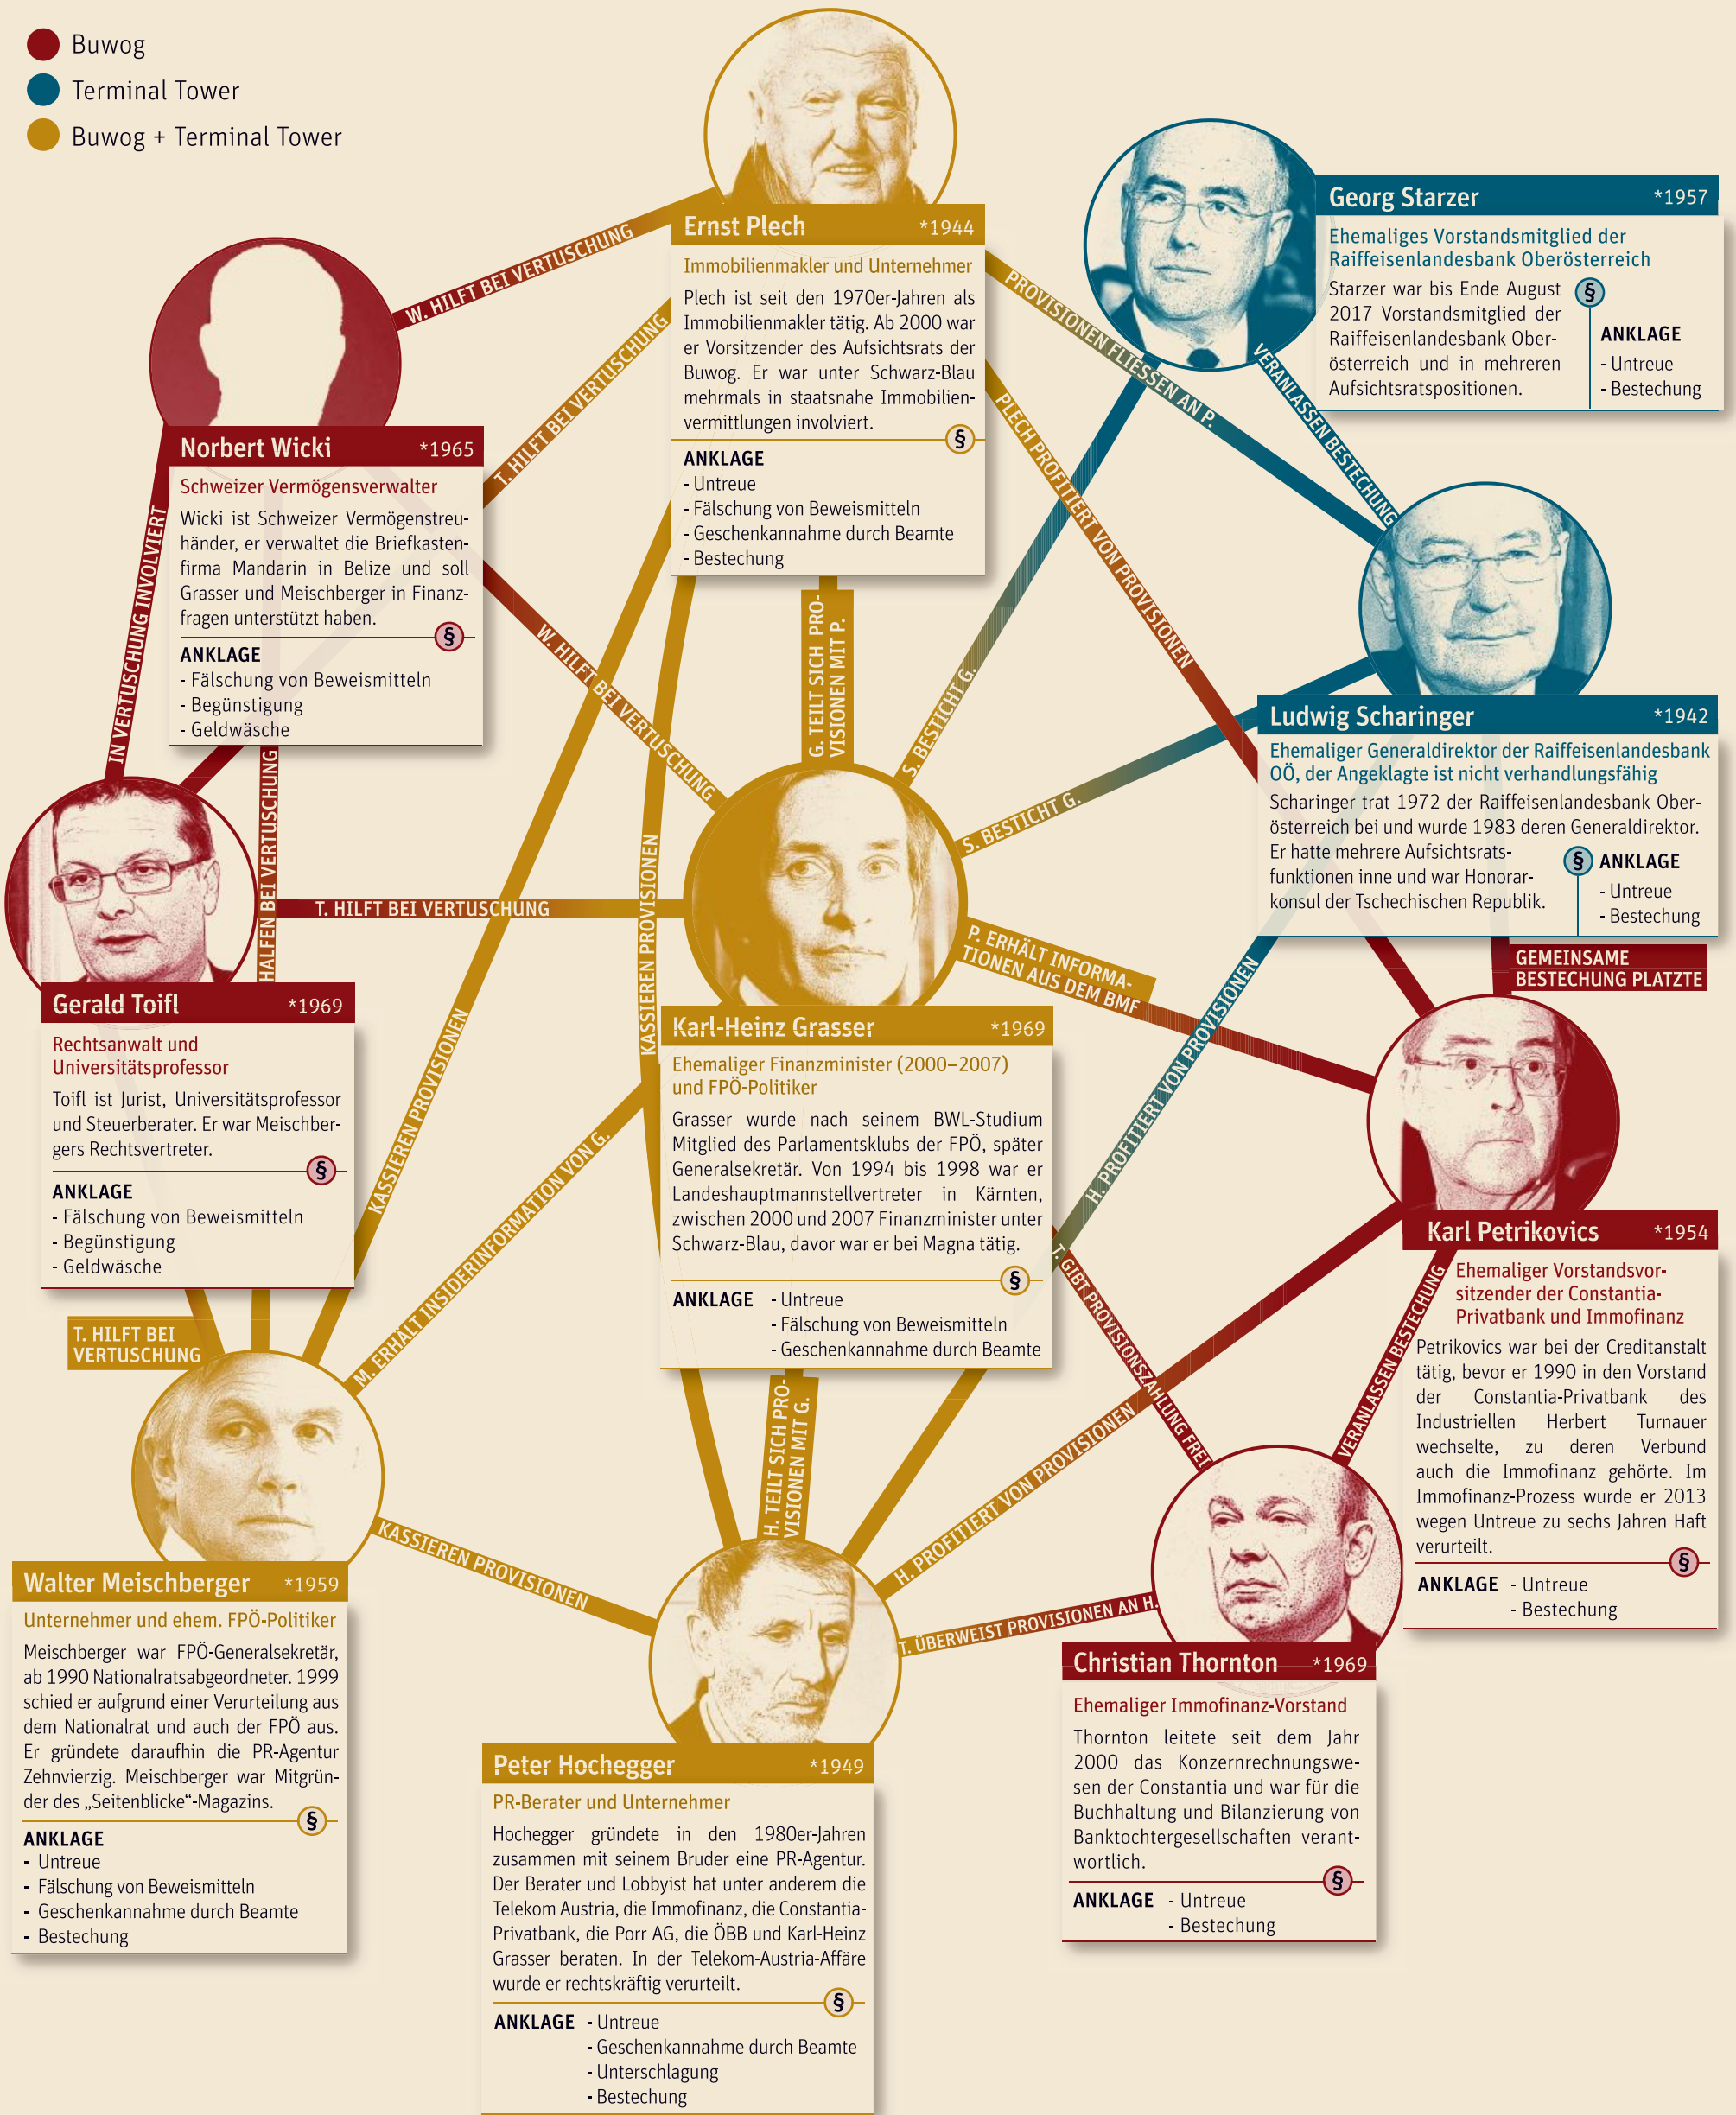 Buwog
Terminal Tower
Buwog + Terminal Tower
Ernst Plech *1944
Immobilienmakler und Unternehmer
Plech ist seit den 1970er-Jahren als
Immobilienmakler tätig. Ab 2000 war
er Vorsitzender des Aufsichtsrats der
Buwog. Er war unter Schwarz-Blau
mehrmals in staatsnahe Immobilien-
vermittlungen involviert.
§
ANKLAGE
- Untreue
- Fälschung von Beweismitteln
- Geschenkannahme durch Beamte
- Bestechung
Georg Starzer *1957
Ehemaliges Vorstandsmitglied der
Raiffeisenlandesbank Oberösterreich
Starzer war bis Ende August
2017 Vorstandsmitglied der
Raiffeisenlandesbank Ober-
österreich und in mehreren
Aufsichtsratspositionen.
§
ANKLAGE
- Untreue
- Bestechung
W. HILFT BEI VERTUSCHUNG
T. HILFT BEI VERTUSCHUNG
PROVISIONEN FLIESSEN AN P.
VERANLASSEN BESTECHUNG
PLECH PROFITIERT VON PROVISIONEN
Norbert Wicki *1965
Schweizer Vermögensverwalter
Wicki ist Schweizer Vermögenstreu-
händer, er verwaltet die Briefkasten-
firma Mandarin in Belize und soll
Grasser und Meischberger in Finanz-
fragen unterstützt haben.
§
ANKLAGE
- Fälschung von Beweismitteln
- Begünstigung
- Geldwäsche
IN VERTUSCHUNG INVOLVIERT
W. HILFT BEI VERTUSCHUNG
G. TEILT SICH PRO-
VISIONEN MIT P.
S. BESTICHT G.
S. BESTICHT G.
Ludwig Scharinger *1942
Ehemaliger Generaldirektor der Raiffeisenlandesbank
OÖ, der Angeklagte ist nicht verhandlungsfähig
Scharinger trat 1972 der Raiffeisenlandesbank Ober-
österreich bei und wurde 1983 deren Generaldirektor.
Er hatte mehrere Aufsichtsrats-
funktionen inne und war Honorar-
konsul der Tschechischen Republik.
§ ANKLAGE
- Untreue
- Bestechung
HALFEN BEI VERTUSCHUNG
T. HILFT BEI VERTUSCHUNG
KASSIEREN PROVISIONEN
KASSIEREN PROVISIONEN
P. ERHÄLT INFORMA-
TIONEN AUS DEM BMF
H. PROFITIERT VON PROVISIONEN
GEMEINSAME
BESTECHUNG PLATZTE
Gerald Toifl *1969
Rechtsanwalt und
Universitätsprofessor
Toifl ist Jurist, Universitätsprofessor
und Steuerberater. Er war Meischber-
gers Rechtsvertreter.
§
ANKLAGE
- Fälschung von Beweismitteln
- Begünstigung
- Geldwäsche
Karl-Heinz Grasser *1969
Ehemaliger Finanzminister (2000–2007)
und FPÖ-Politiker
Grasser wurde nach seinem BWL-Studium
Mitglied des Parlamentsklubs der FPÖ, später
Generalsekretär. Von 1994 bis 1998 war er
Landeshauptmannstellvertreter in Kärnten,
zwischen 2000 und 2007 Finanzminister unter
Schwarz-Blau, davor war er bei Magna tätig.
§
ANKLAGE - Untreue
- Fälschung von Beweismitteln
- Geschenkannahme durch Beamte
Karl Petrikovics *1954
Ehemaliger Vorstandsvor-
sitzender der Constantia-
Privatbank und Immofinanz
Petrikovics war bei der Creditanstalt
tätig, bevor er 1990 in den Vorstand
der Constantia-Privatbank des
Industriellen Herbert Turnauer
wechselte, zu deren Verbund
auch die Immofinanz gehörte. Im
Immofinanz-Prozess wurde er 2013
wegen Untreue zu sechs Jahren Haft
verurteilt.
§
ANKLAGE - Untreue
- Bestechung
T. HILFT BEI
VERTUSCHUNG
M. ERHÄLT INSIDERINFORMATION VON G.
T. GIBT PROVISIONSZAHLUNG FREI
VERANLASSEN BESTECHUNG
H. TEILT SICH PRO-
VISIONEN MIT G.
H. PROFITIERT VON PROVISIONEN
KASSIEREN PROVISIONEN
T. ÜBERWEIST PROVISIONEN AN H.
Walter Meischberger *1959
Unternehmer und ehem. FPÖ-Politiker
Meischberger war FPÖ-Generalsekretär,
ab 1990 Nationalratsabgeordneter. 1999
schied er aufgrund einer Verurteilung aus
dem Nationalrat und auch der FPÖ aus.
Er gründete daraufhin die PR-Agentur
Zehnvierzig. Meischberger war Mitgrün-
der des „Seitenblicke“-Magazins.
§
ANKLAGE
- Untreue
- Fälschung von Beweismitteln
- Geschenkannahme durch Beamte
- Bestechung
Peter Hochegger *1949
PR-Berater und Unternehmer
Hochegger gründete in den 1980er-Jahren
zusammen mit seinem Bruder eine PR-Agentur.
Der Berater und Lobbyist hat unter anderem die
Telekom Austria, die Immofinanz, die Constantia-
Privatbank, die Porr AG, die ÖBB und Karl-Heinz
Grasser beraten. In der Telekom-Austria-Affäre
wurde er rechtskräftig verurteilt.
§
ANKLAGE - Untreue
- Geschenkannahme durch Beamte
- Unterschlagung
- Bestechung
Christian Thornton *1969
Ehemaliger Immofinanz-Vorstand
Thornton leitete seit dem Jahr
2000 das Konzernrechnungswe-
sen der Constantia und war für die
Buchhaltung und Bilanzierung von
Banktochtergesellschaften verant-
wortlich.
§
ANKLAGE - Untreue
- Bestechung